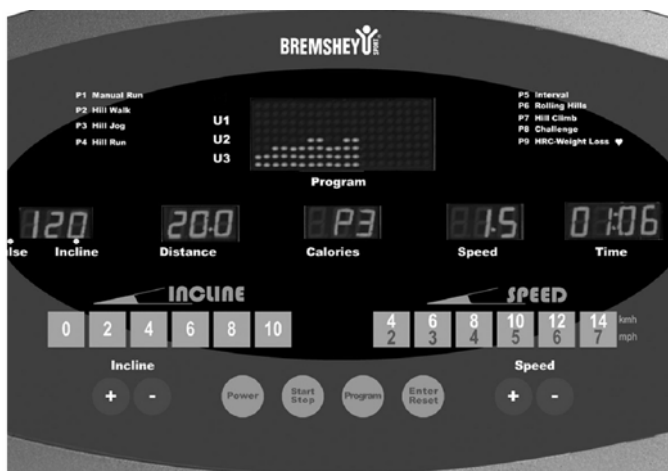 BREMSHEY SPORT
P1 Manual Run
P2 Hill Walk
P3 Hill Jog
P4 Hill Run
U1
U2
U3
P5 Interval
P6 Rolling Hills
P7 Hill Climb
P8 Challenge
P9 HRC-Weight Loss ♥
Program
120 20.0 P3 1.5 01:06
lse Incline Distance Calories Speed Time
INCLINE SPEED
0 2 4 6 8 10
4 6 8 10 12 14 kmh
2 3 4 5 6 7 mph
Incline Speed
+ - Power Start Stop Program Enter Reset + -